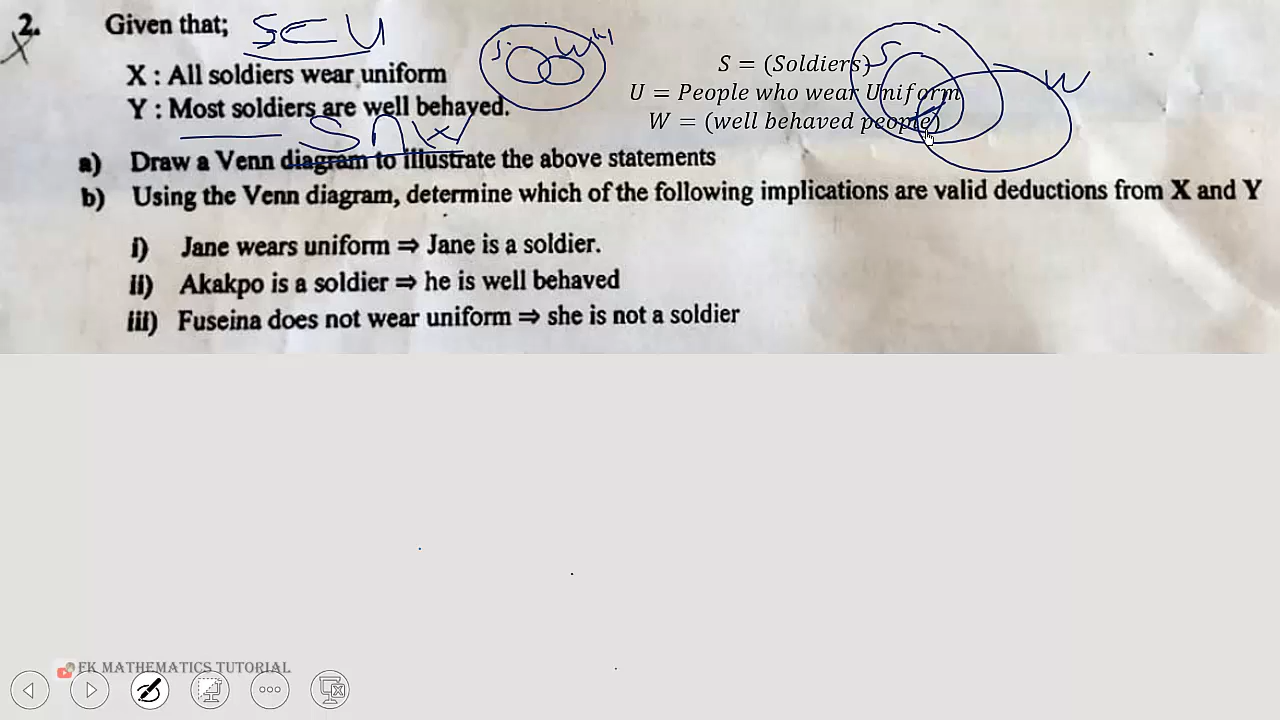 2. Given that; S⊂U
X : All soldiers wear uniform
Y : Most soldiers are well behaved.
S∩W
S W
S = (Soldiers)
U = People who wear Uniform
W = (well behaved people)
S W
a) Draw a Venn diagram to illustrate the above statements
b) Using the Venn diagram, determine which of the following implications are valid deductions from X and Y
i) Jane wears uniform ⇒ Jane is a soldier.
ii) Akakpo is a soldier ⇒ he is well behaved
iii) Fuseina does not wear uniform ⇒ she is not a soldier
EK MATHEMATICS TUTORIAL